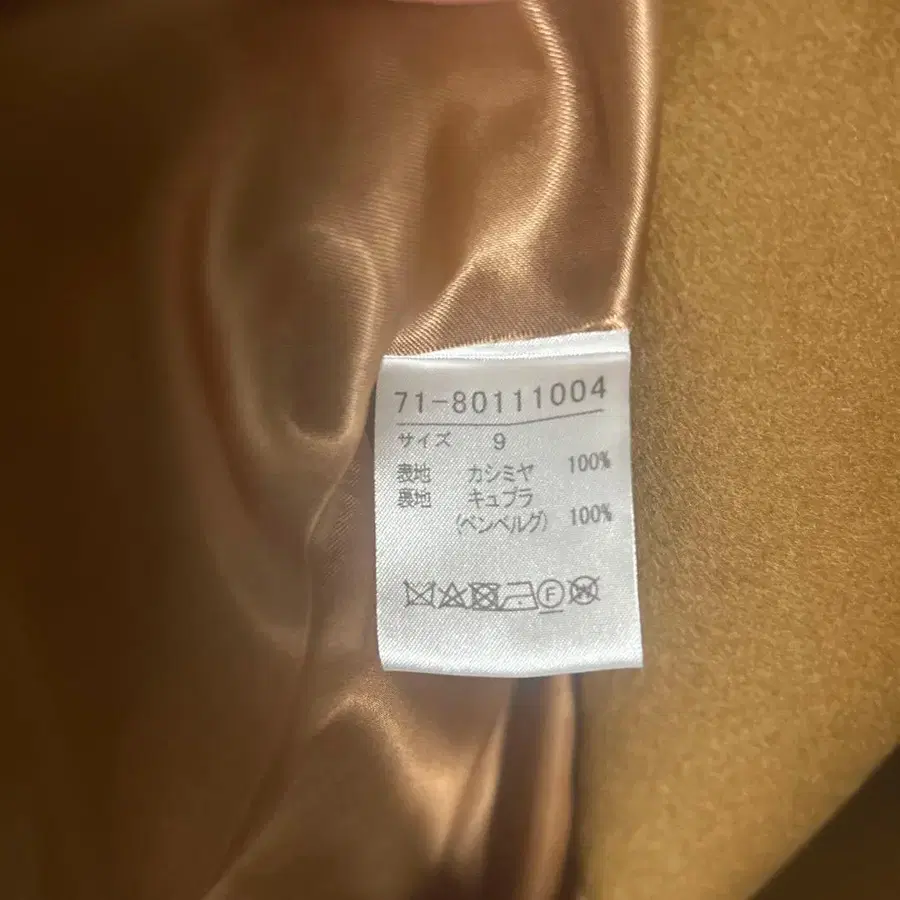 71-80111004
サイズ 9
表地 カシミヤ 100%
裏地 キュプラ
(ベンベルグ) 100%
F